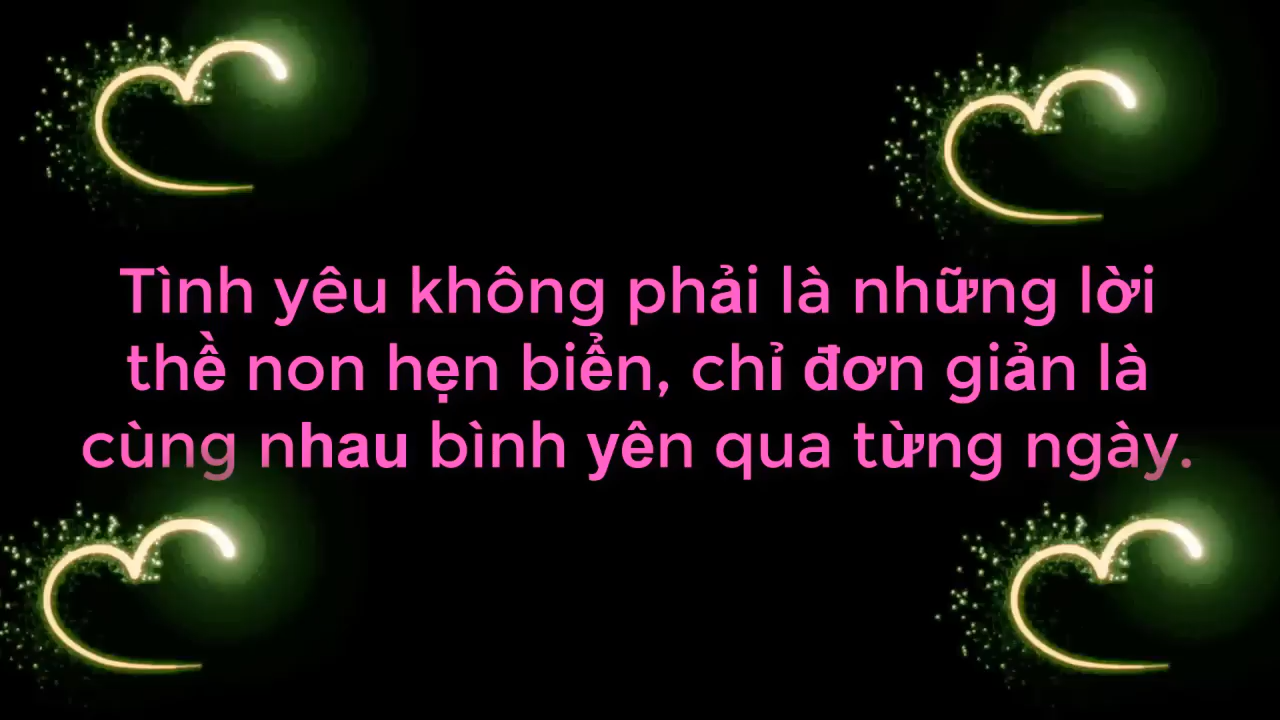 Tình yêu không phải là những lời
thề non hẹn biển, chỉ đơn giản là
cùng nhau bình yên qua từng ngày.